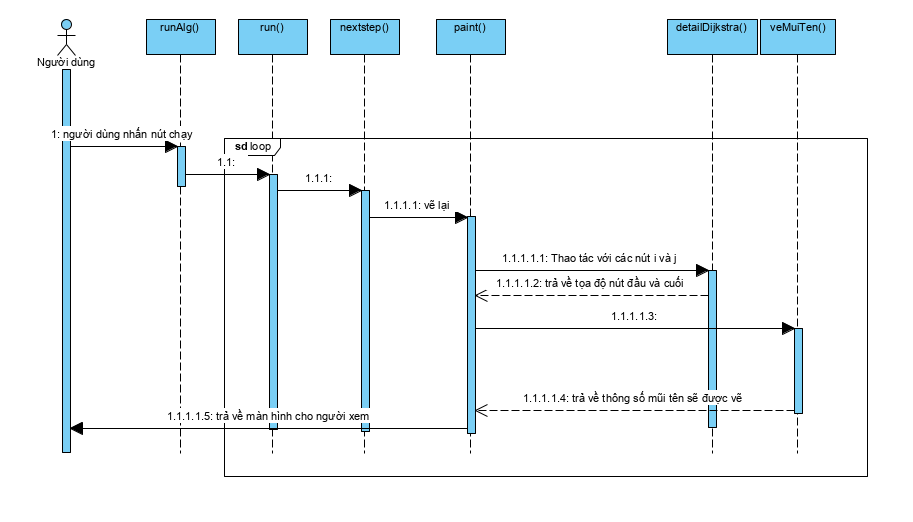 runAlg()
run()
nextstep()
paint()
detailDijkstra()
veMuiTen()
Người dùng
1: người dùng nhấn nút chạy
sd loop
1.1:
1.1.1:
1.1.1.1: vẽ lại
1.1.1.1.1: Thao tác với các nút i và j
1.1.1.1.2: trả về tọa độ nút đầu và cuối
1.1.1.1.3:
1.1.1.1.4: trả về thông số mũi tên sẽ được vẽ
1.1.1.1.5: trả về màn hình cho người xem